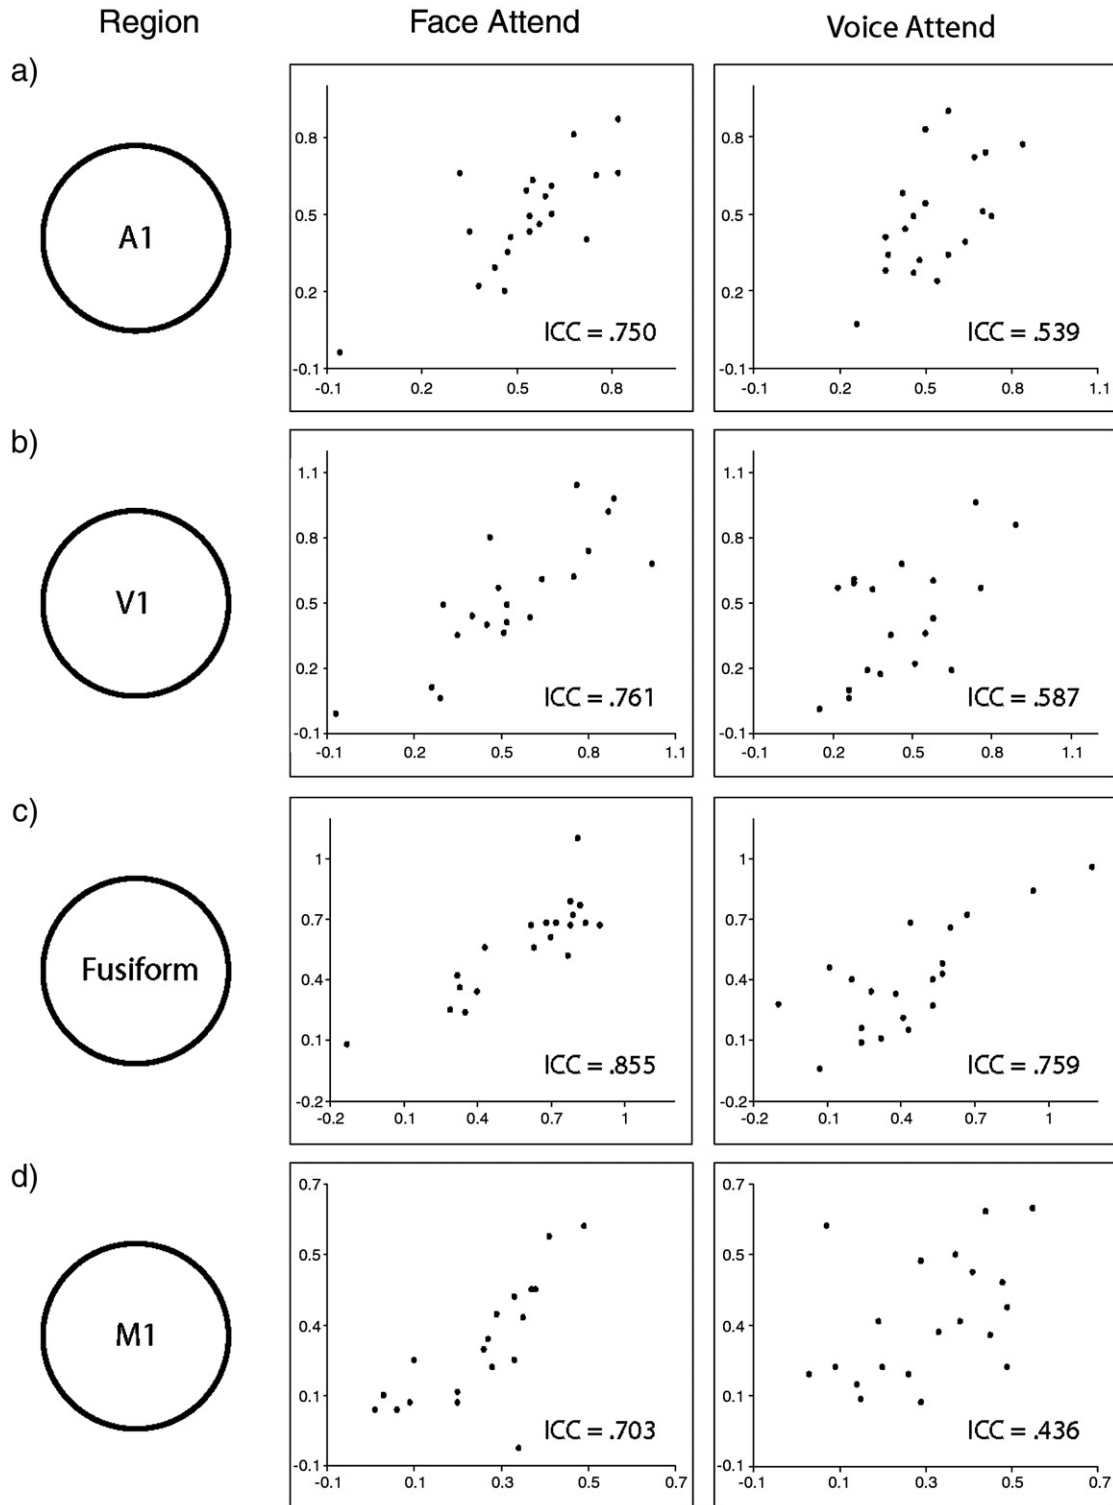 Region Face Attend Voice Attend
a)
A1
0.8
0.5
0.2
-0.1
-0.1 0.2 0.5 0.8
ICC = .750
0.8
0.5
0.2
-0.1
-0.1 0.2 0.5 0.8 1.1
ICC = .539
b)
V1
1.1
0.8
0.5
0.2
-0.1
-0.1 0.2 0.5 0.8 1.1
ICC = .761
1.1
0.8
0.5
0.2
-0.1
-0.1 0.2 0.5 0.8 1.1
ICC = .587
c)
Fusiform
1
0.7
0.4
0.1
-0.2
-0.2 0.1 0.4 0.7 1
ICC = .855
1
0.7
0.4
0.1
-0.2
-0.2 0.1 0.4 0.7 1
ICC = .759
d)
M1
0.7
0.5
0.4
0.1
-0.1
-0.1 0.1 0.3 0.5 0.7
ICC = .703
0.7
0.5
0.4
0.1
-0.1
-0.1 0.1 0.3 0.5 0.7
ICC = .436